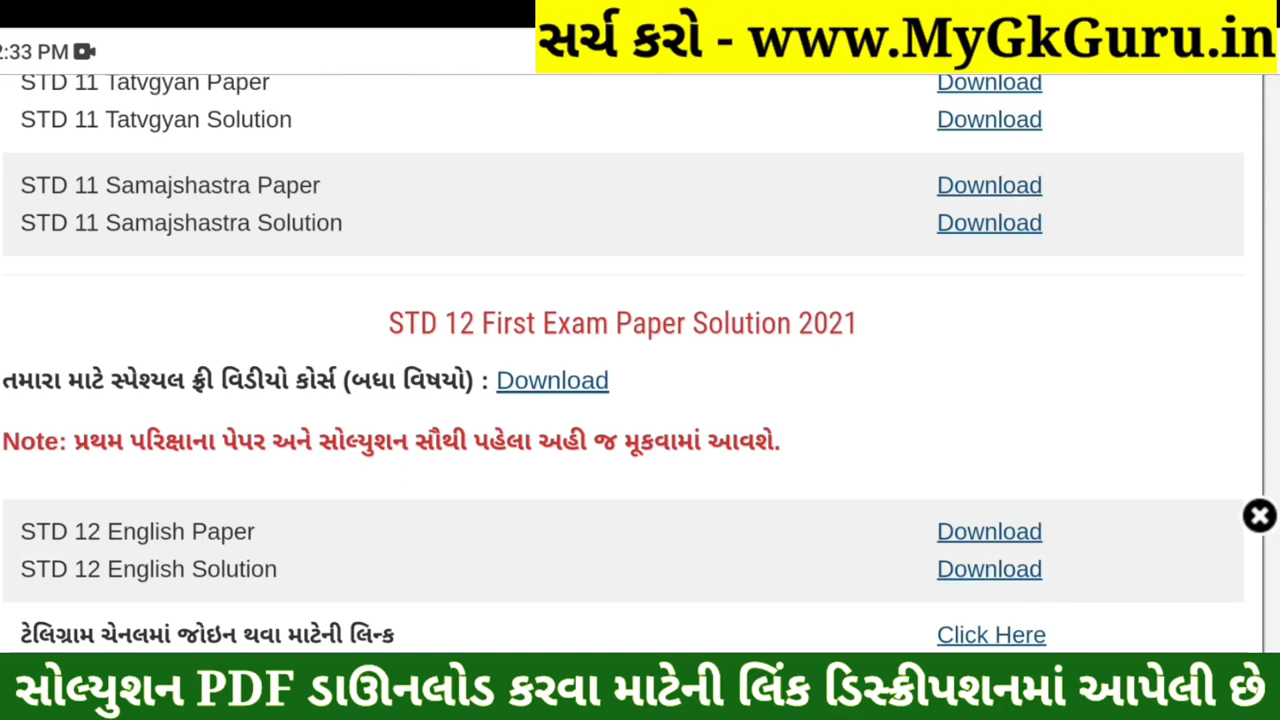 સર્ચ કરો - www.MyGkGuru.in
:33 PM
STD 11 Tatvgyan Paper Download
STD 11 Tatvgyan Solution Download
STD 11 Samajshastra Paper Download
STD 11 Samajshastra Solution Download
STD 12 First Exam Paper Solution 2021
તમારા માટે સ્પેશ્યલ ફ્રી વિડીયો કોર્સ (બધા વિષયો) : Download
Note: પ્રથમ પરિક્ષાના પેપર અને સોલ્યુશન સૌથી પહેલા અહી જ મૂકવામાં આવશે.
STD 12 English Paper Download
STD 12 English Solution Download
ટેલિગ્રામ ચેનલમાં જોઇન થવા માટેની લિન્ક Click Here
સોલ્યુશન PDF ડાઊનલોડ કરવા માટેની લિંક ડિસ્ક્રીપશનમાં આપેલી છે